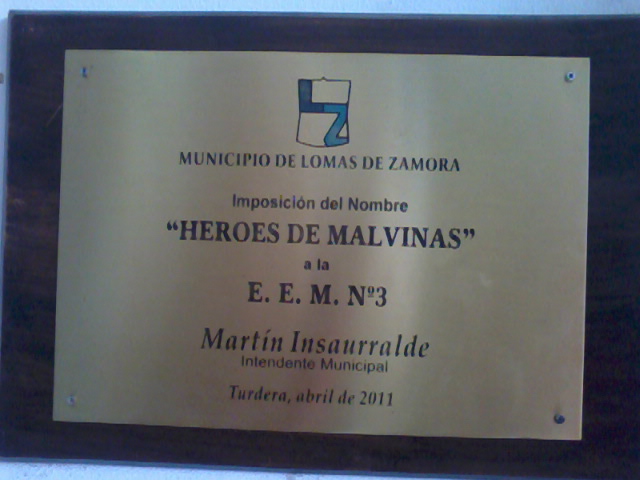 LZ
MUNICIPIO DE LOMAS DE ZAMORA
Imposición del Nombre
“HEROES DE MALVINAS”
a la
E. E. M. Nº3
Martín Insaurralde
Intendente Municipal
Turdera, abril de 2011